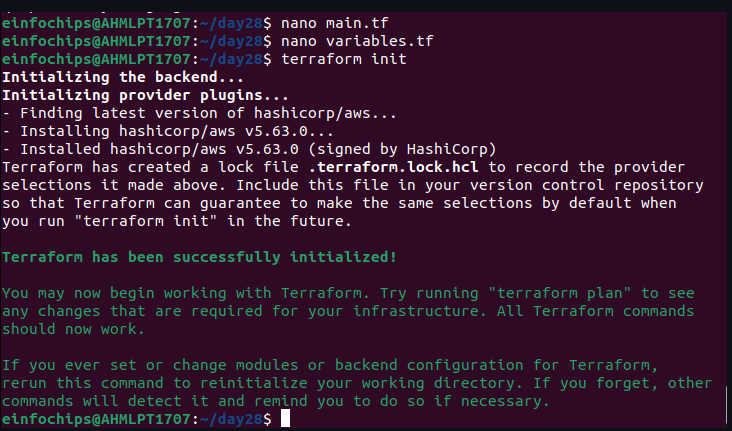 einfochips@AHMLPT1707:~/day28$ nano main.tf
einfochips@AHMLPT1707:~/day28$ nano variables.tf
einfochips@AHMLPT1707:~/day28$ terraform init
Initializing the backend...
Initializing provider plugins...
- Finding latest version of hashicorp/aws...
- Installing hashicorp/aws v5.63.0...
- Installed hashicorp/aws v5.63.0 (signed by HashiCorp)
Terraform has created a lock file .terraform.lock.hcl to record the provider
selections it made above. Include this file in your version control repository
so that Terraform can guarantee to make the same selections by default when
you run "terraform init" in the future.
Terraform has been successfully initialized!
You may now begin working with Terraform. Try running "terraform plan" to see
any changes that are required for your infrastructure. All Terraform commands
should now work.
If you ever set or change modules or backend configuration for Terraform,
rerun this command to reinitialize your working directory. If you forget, other
commands will detect it and remind you to do so if necessary.
einfochips@AHMLPT1707:~/day28$